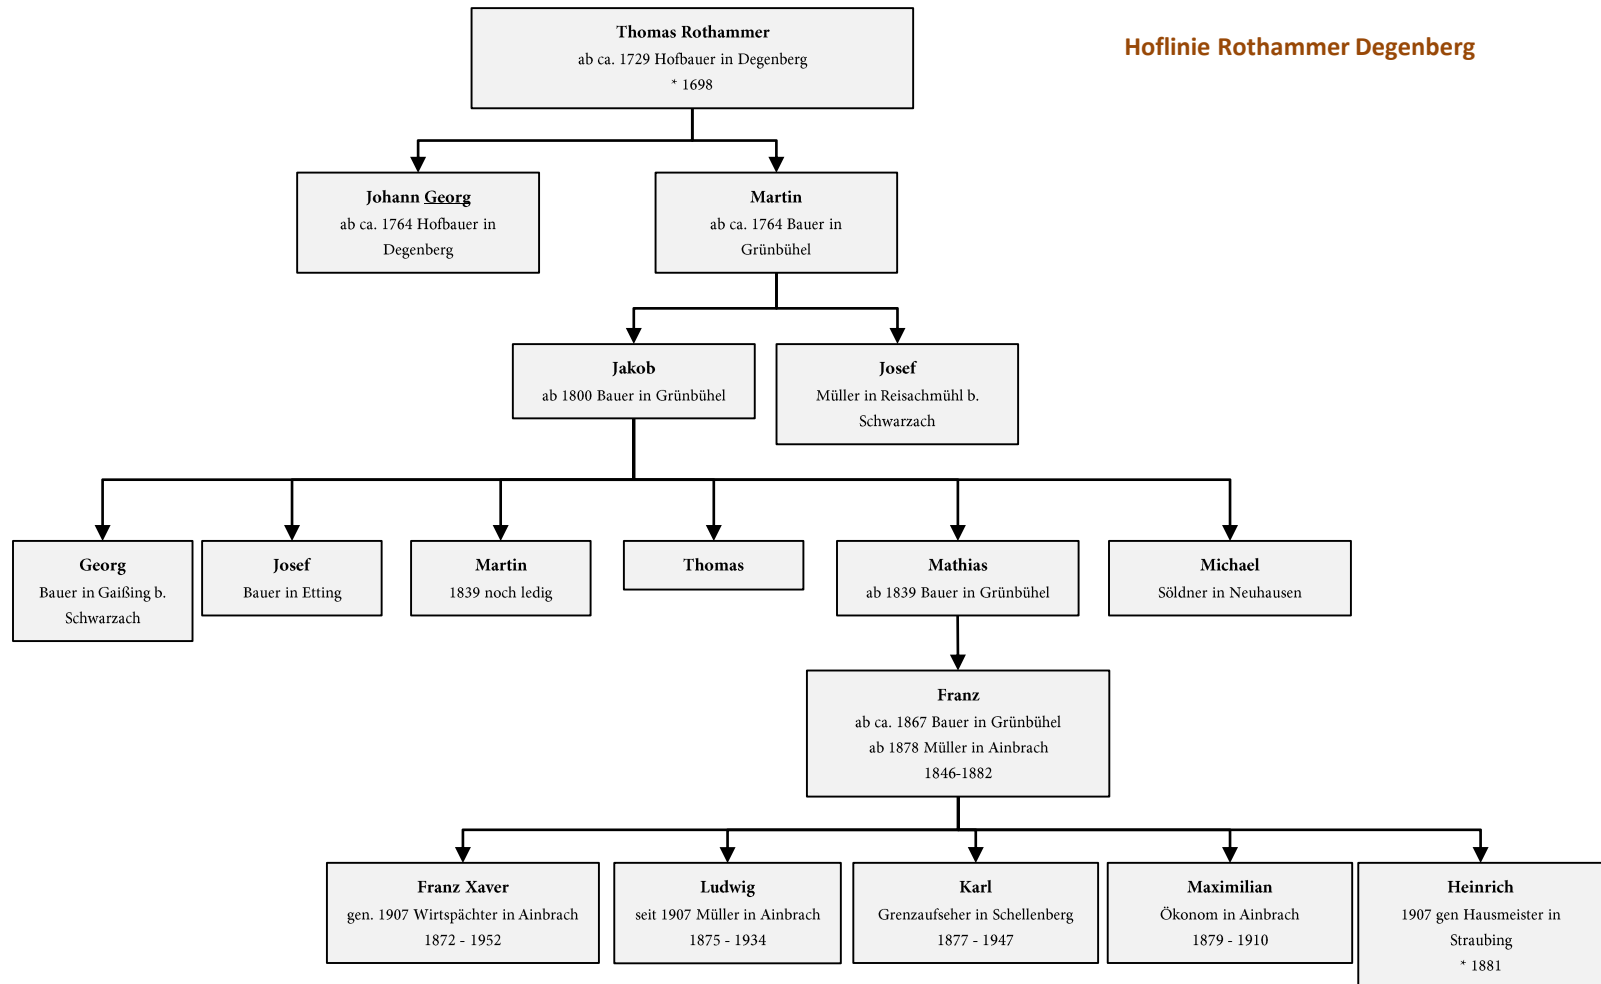 Hoflinie Rothammer Degenberg
Thomas Rothammer
ab ca. 1729 Hofbauer in Degenberg
* 1698
Johann Georg
ab ca. 1764 Hofbauer in
Degenberg
Martin
ab ca. 1764 Bauer in
Grünbühel
Jakob
ab 1800 Bauer in Grünbühel
Josef
Müller in Reisachmühl b.
Schwarzach
Georg
Bauer in Gaißing b.
Schwarzach
Josef
Bauer in Etting
Martin
1839 noch ledig
Thomas
Mathias
ab 1839 Bauer in Grünbühel
Michael
Söldner in Neuhausen
Franz
ab ca. 1867 Bauer in Grünbühel
ab 1878 Müller in Ainbrach
1846-1882
Franz Xaver
gen. 1907 Wirtspächter in Ainbrach
1872 - 1952
Ludwig
seit 1907 Müller in Ainbrach
1875 - 1934
Karl
Grenzaufseher in Schellenberg
1877 - 1947
Maximilian
Ökonom in Ainbrach
1879 - 1910
Heinrich
1907 gen Hausmeister in
Straubing
* 1881